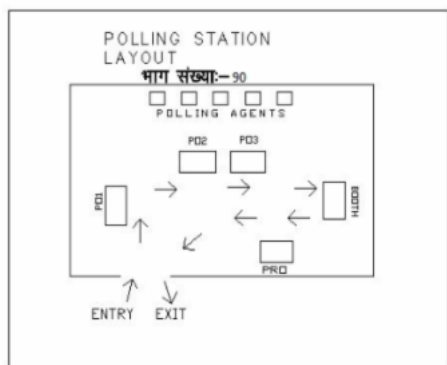 POLLING STATION
LAYOUT
भाग संख्याः– 90
POLLING AGENTS
PO2 PO3
PO1
BOOTH
PRO
ENTRY EXIT